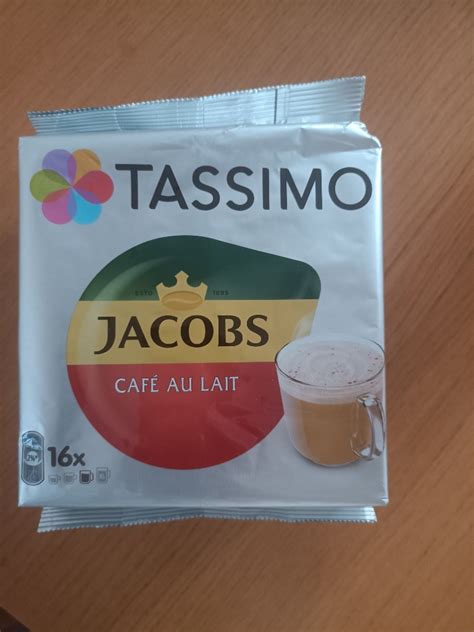 TASSIMO
ESTD 1895
JACOBS
CAFÉ AU LAIT
16x